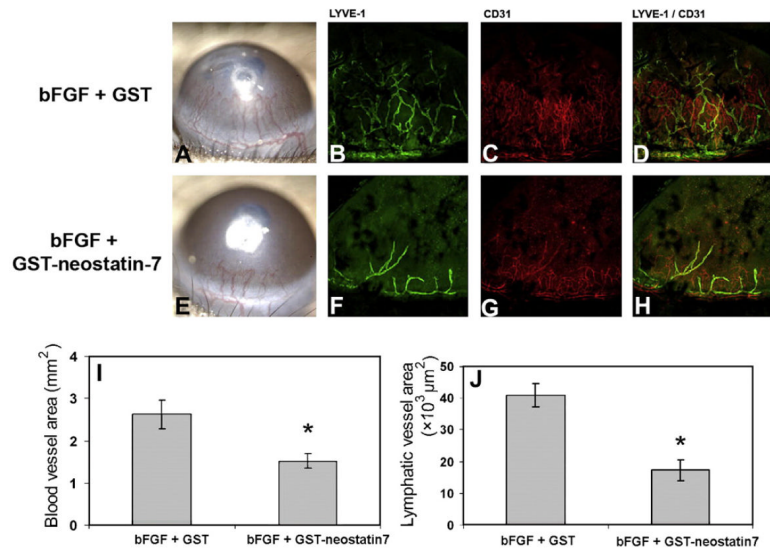 LYVE-1 CD31 LYVE-1 / CD31
bFGF + GST
A B C D
bFGF +
GST-neostatin-7
E F G H
I
Blood vessel area (mm²)
4
3
2
1
0
*
bFGF + GST bFGF + GST-neostatin7
J
Lymphatic vessel area
(×10³ µm²)
50
40
30
20
10
0
*
bFGF + GST bFGF + GST-neostatin7